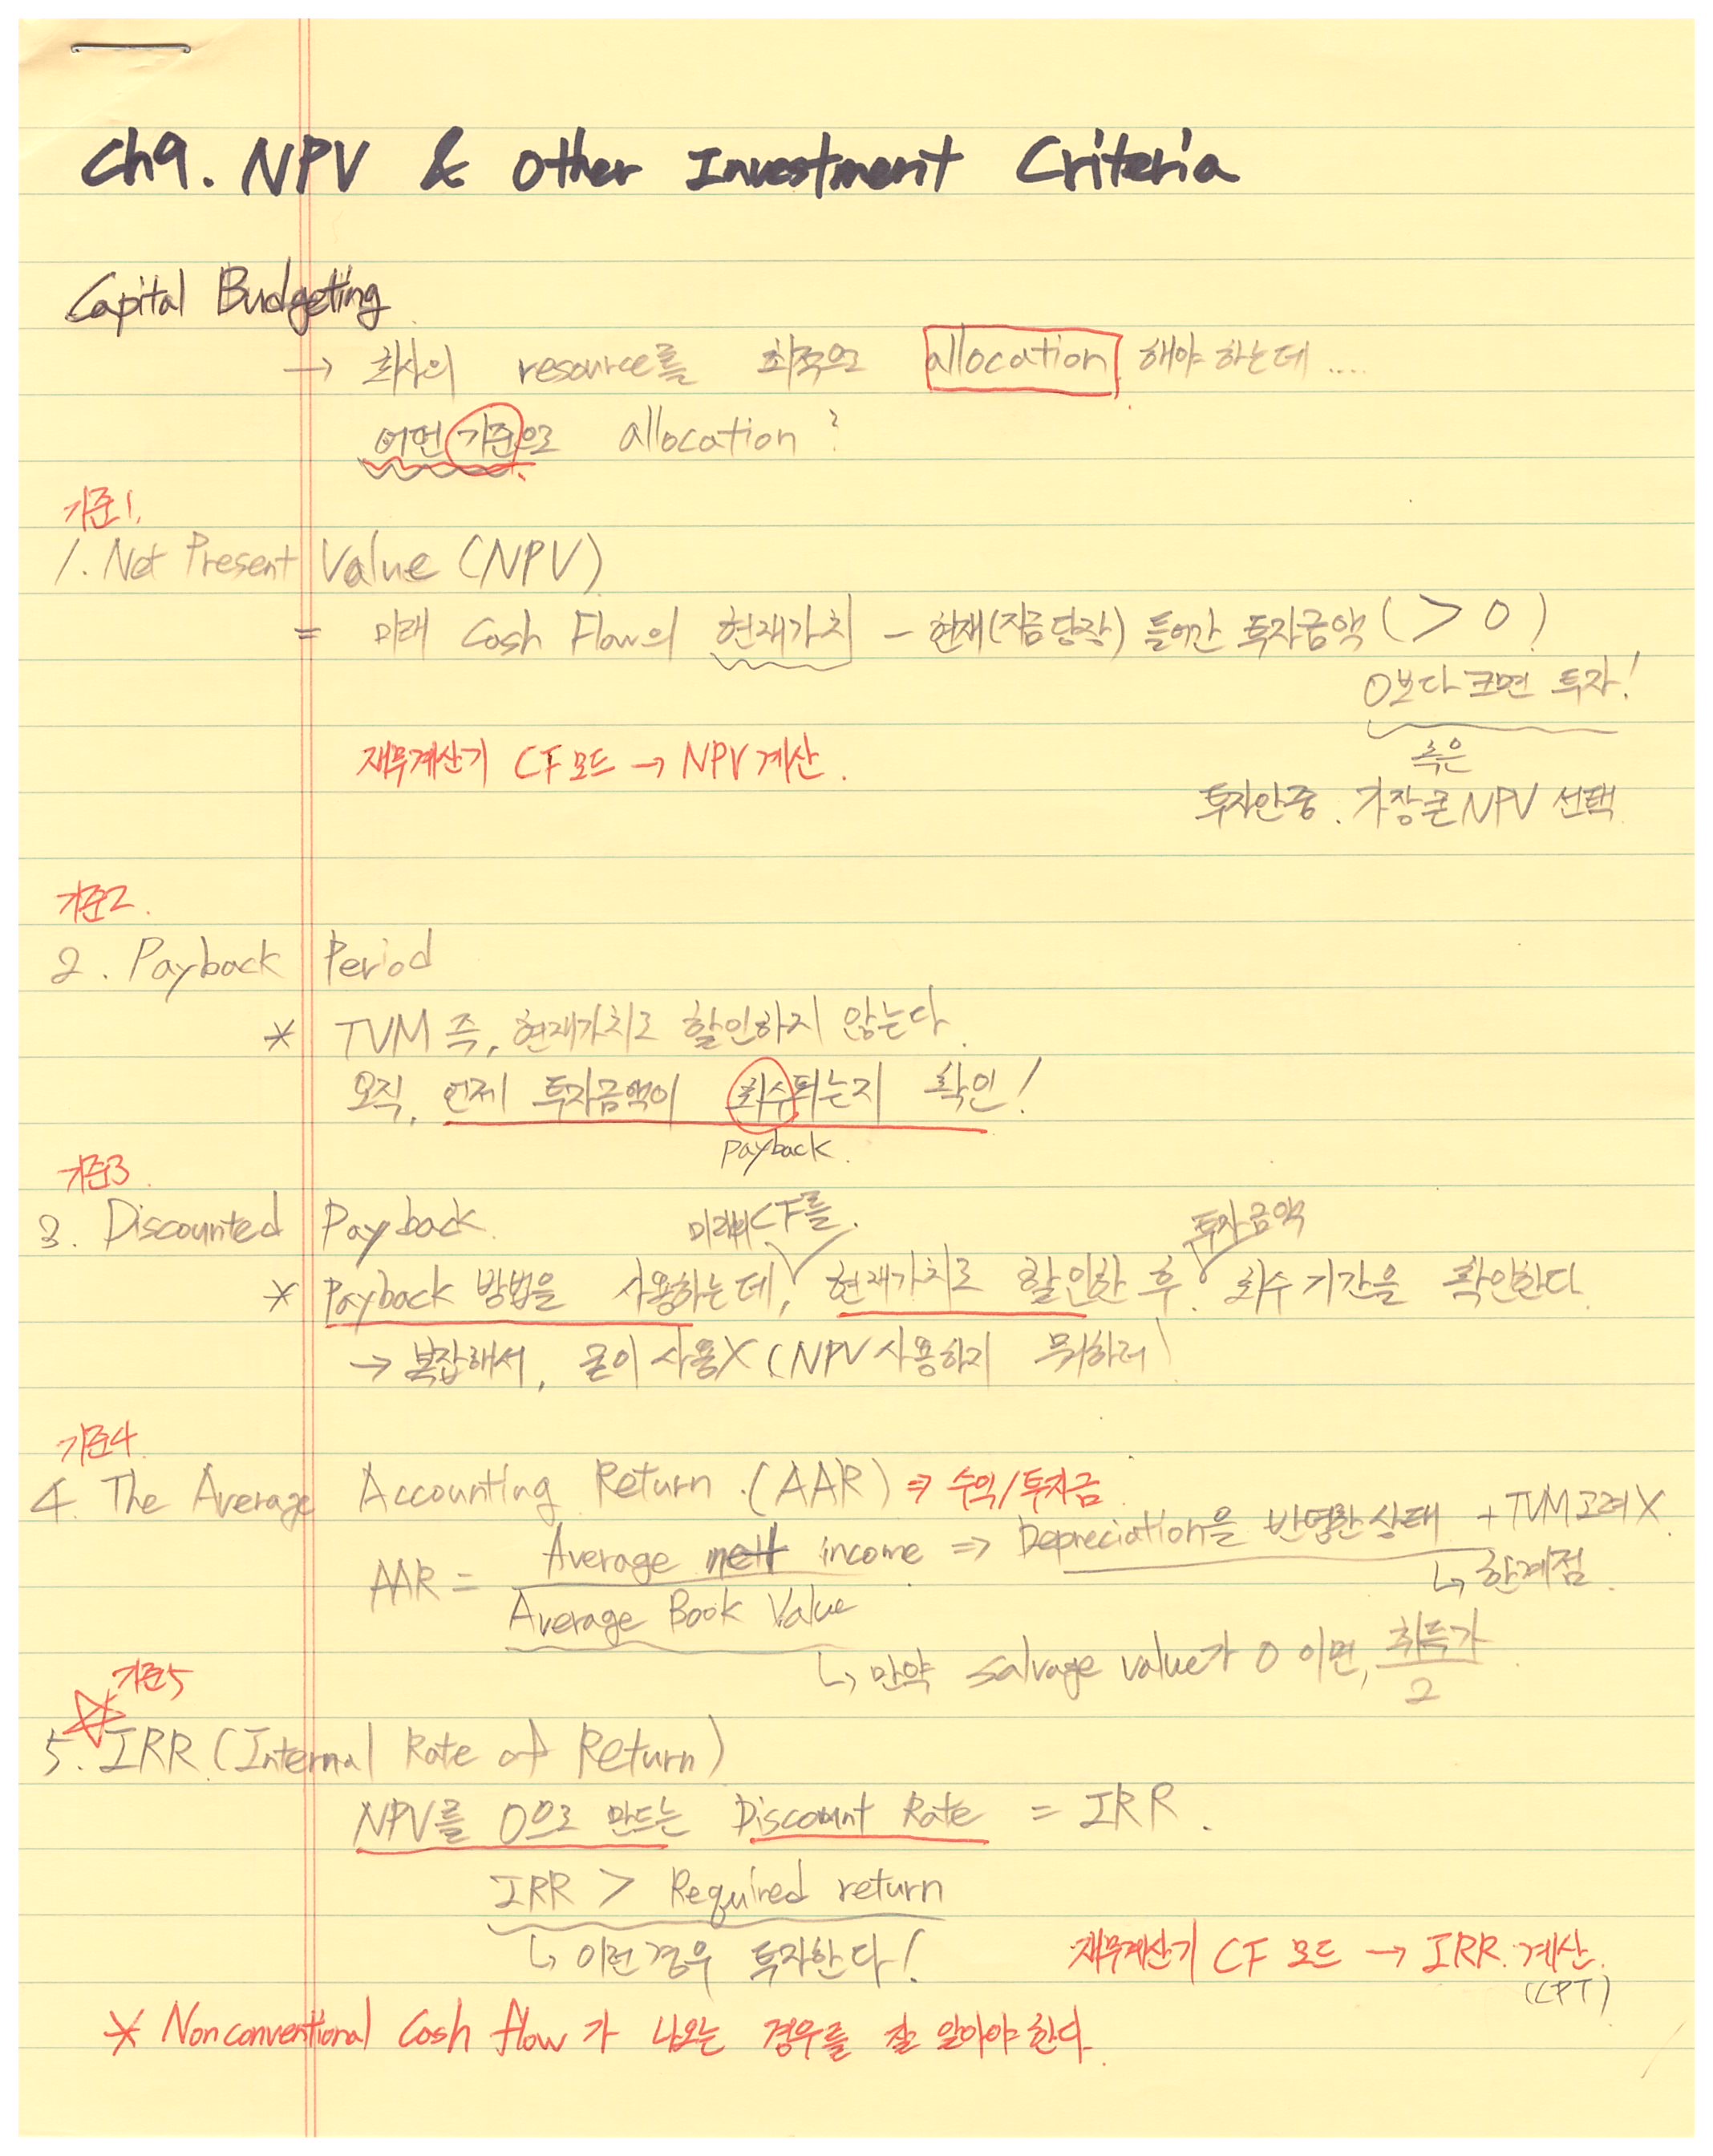 Ch9. NPV & Other Investment Criteria
Capital Budgeting
→ 회사의 resource를 최적으로 allocation 해야 하는데 ....
어떤 기준으로 allocation?
기준1.
1. Net Present Value (NPV)
= 미래 Cash Flow의 현재가치 - 현재(지금 당장) 들어간 투자금액 ( > 0 )
0보다 크면 투자!
혹은
재무계산기 CF 모드 → NPV 계산.
투자안중. 가장 큰 NPV 선택
기준2.
2. Payback Period
* TVM 즉, 현재가치로 할인하지 않는다.
오직, 언제 투자금액이 회수되는지 확인!
payback.
기준3
3. Discounted Payback.
미래의 CF를. 투자금액
* Payback 방법을 사용하는데, 현재가치로 할인한 후. 회수 기간을 확인한다.
→ 복잡해서, 굳이 사용X (NPV 사용하지 뭐하러)
기준4.
4. The Average Accounting Return. (AAR) ⇒ 수익/투자금.
AAR = Average net income ⇒ Depreciation을 반영한 상태 + TVM 고려 X.
↳ 한계점.
Average Book Value
↳ 만약 salvage value가 0 이면, 취득가
2
기준5
☆
5. IRR (Internal Rate of Return)
NPV를 0으로 만드는 Discount Rate = IRR.
IRR > Required return
↳ 이런 경우 투자한다!
재무계산기 CF 모드 → IRR. 계산.
(CPT)
* Nonconventional Cash flow 가 나오는 경우를 잘 알아야 한다.